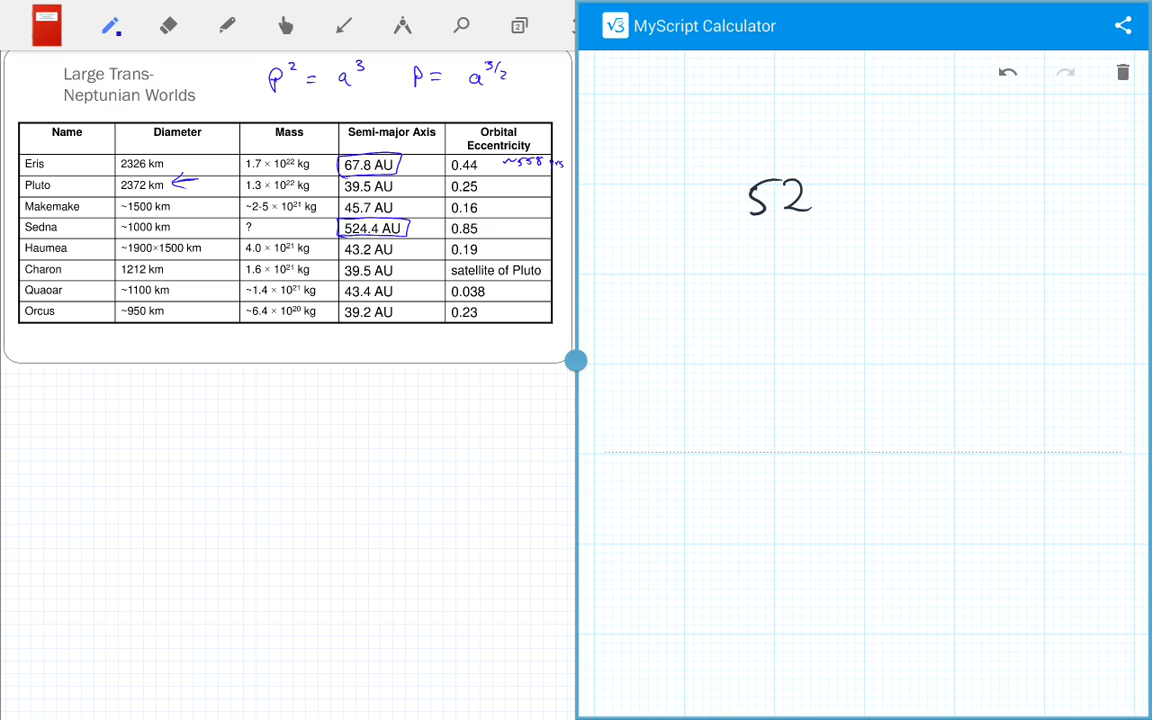 √3 MyScript Calculator
2
Large Trans-
Neptunian Worlds
P² = a³ P = a^3/2
Name Diameter Mass Semi-major Axis Orbital Eccentricity
Eris 2326 km 1.7 × 10²² kg 67.8 AU 0.44 ~558 yrs
Pluto 2372 km 1.3 × 10²² kg 39.5 AU 0.25
Makemake ~1500 km ~2-5 × 10²¹ kg 45.7 AU 0.16
Sedna ~1000 km ? 524.4 AU 0.85
Haumea ~1900×1500 km 4.0 × 10²¹ kg 43.2 AU 0.19
Charon 1212 km 1.6 × 10²¹ kg 39.5 AU satellite of Pluto
Quaoar ~1100 km ~1.4 × 10²¹ kg 43.4 AU 0.038
Orcus ~950 km ~6.4 × 10²⁰ kg 39.2 AU 0.23
52